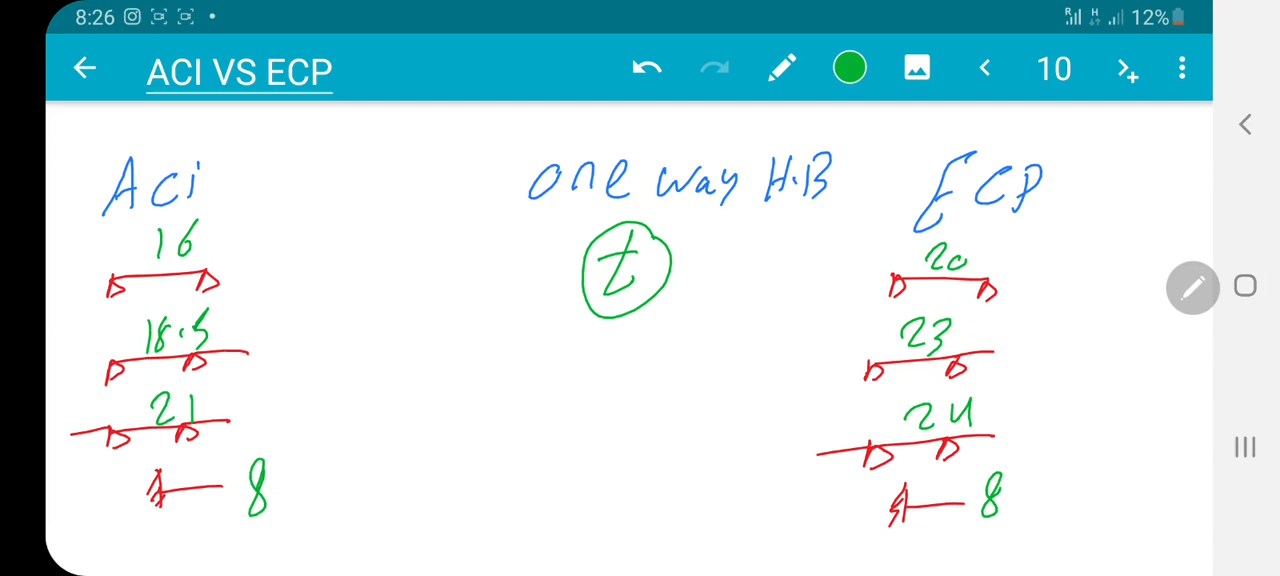 8:26 12%
ACI VS ECP 10
ACi one way H.B ECP
16 t 20
18.5 23
21 24
8 8